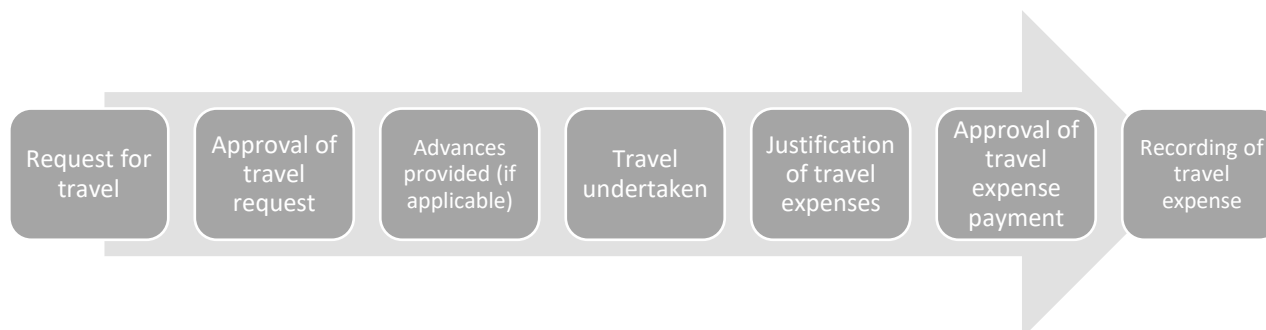 Request for
travel
Approval of
travel
request
Advances
provided (if
applicable)
Travel
undertaken
Justification
of travel
expenses
Approval of
travel
expense
payment
Recording of
travel
expense